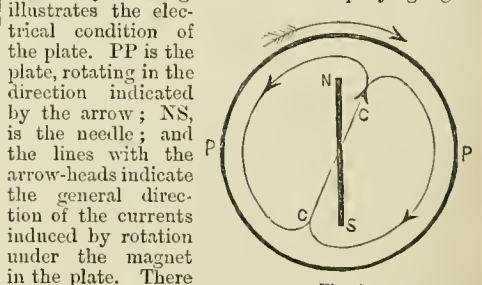 illustrates the elec-
trical condition of
the plate. PP is the
plate, rotating in the
direction indicated
by the arrow; NS,
is the needle; and
the lines with the
arrow-heads indicate
the general direc-
tion of the currents
induced by rotation
under the magnet
in the plate. There
N
C
P
P
C
S